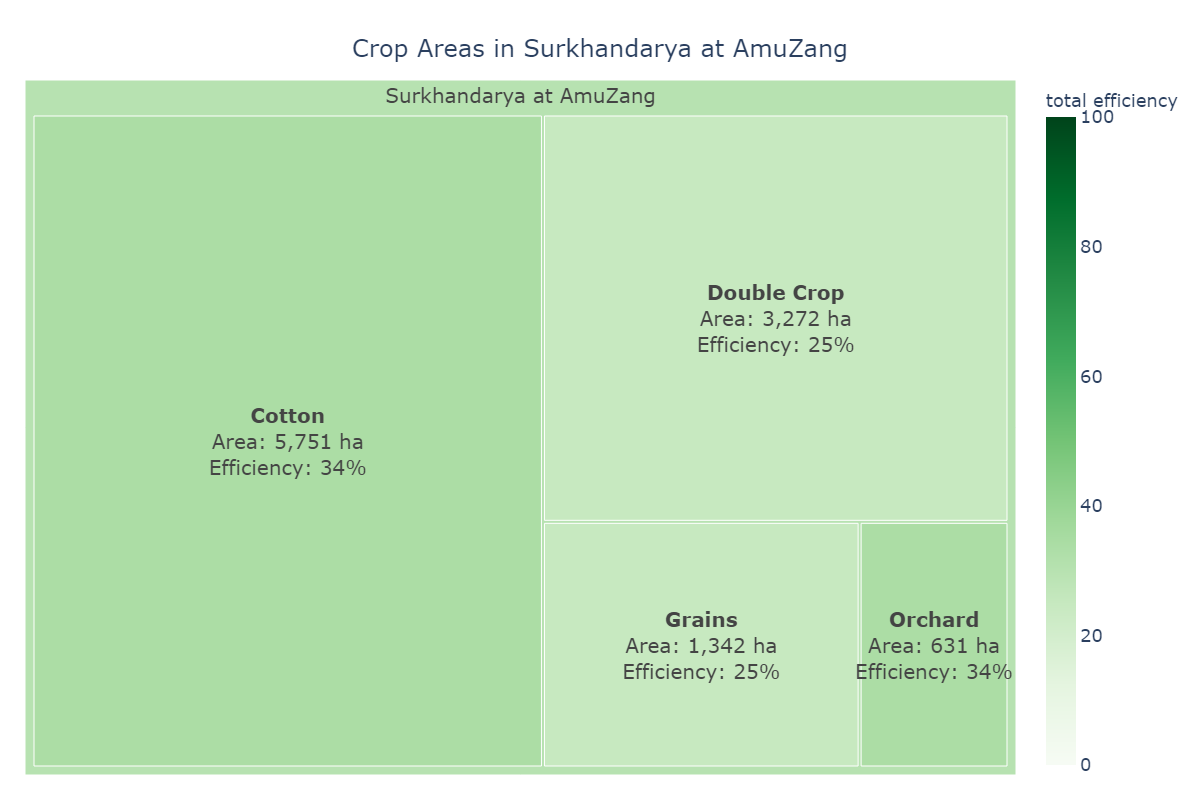 Crop Areas in Surkhandarya at AmuZang
Surkhandarya at AmuZang
Cotton
Area: 5,751 ha
Efficiency: 34%
Double Crop
Area: 3,272 ha
Efficiency: 25%
Grains
Area: 1,342 ha
Efficiency: 25%
Orchard
Area: 631 ha
Efficiency: 34%
total efficiency
100
80
60
40
20
0